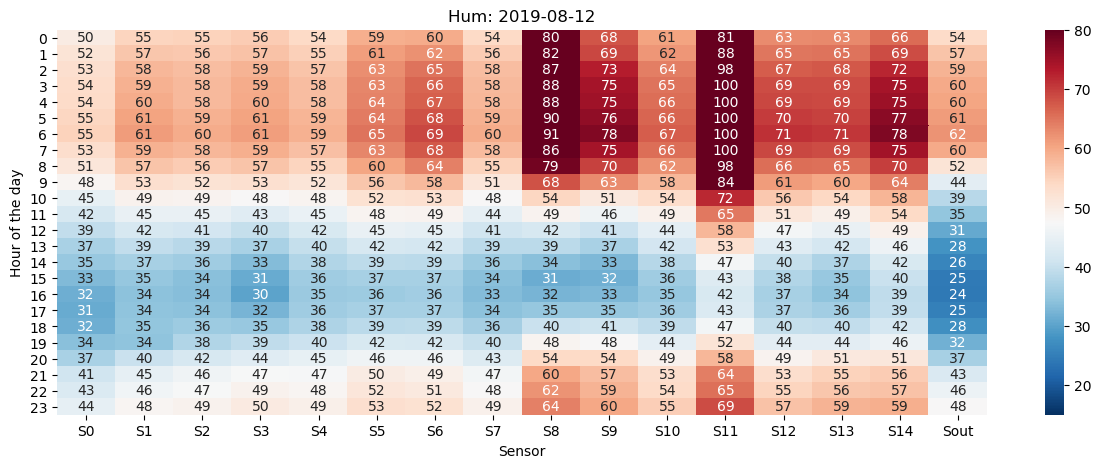 Hum: 2019-08-12
0 50 55 55 56 54 59 60 54 80 68 61 81 63 63 66 54
1 52 57 56 57 55 61 62 56 82 69 62 88 65 65 69 57
2 53 58 58 59 57 63 65 58 87 73 64 98 67 68 72 59
3 54 59 58 59 58 63 66 58 88 75 65 100 69 69 75 60
4 54 60 58 60 58 64 67 58 88 75 66 100 69 69 75 60
5 55 61 59 61 59 64 68 59 90 76 66 100 70 70 77 61
6 55 61 60 61 59 65 69 60 91 78 67 100 71 71 78 62
7 53 59 58 59 57 63 68 58 86 75 66 100 69 69 75 60
8 51 57 56 57 55 60 64 55 79 70 62 98 66 65 70 52
9 48 53 52 53 52 56 58 51 68 63 58 84 61 60 64 44
10 45 49 49 48 48 52 53 48 54 51 54 72 56 54 58 39
11 42 45 45 43 45 48 49 44 49 46 49 65 51 49 54 35
12 39 42 41 40 42 45 45 41 42 41 44 58 47 45 49 31
13 37 39 39 37 40 42 42 39 39 37 42 53 43 42 46 28
14 35 37 36 33 38 39 39 36 34 33 38 47 40 37 42 26
15 33 35 34 31 36 37 37 34 31 32 36 43 38 35 40 25
16 32 34 34 30 35 36 36 33 32 33 35 42 37 34 39 24
17 31 34 34 32 36 37 37 34 35 35 36 43 37 36 39 25
18 32 35 36 35 38 39 39 36 40 41 39 47 40 40 42 28
19 34 34 38 39 40 42 42 40 48 48 44 52 44 44 46 32
20 37 40 42 44 45 46 46 43 54 54 49 58 49 51 51 37
21 41 45 46 47 47 50 49 47 60 57 53 64 53 55 56 43
22 43 46 47 49 48 52 51 48 62 59 54 65 55 56 57 46
23 44 48 49 50 49 53 52 49 64 60 55 69 57 59 59 48
S0 S1 S2 S3 S4 S5 S6 S7 S8 S9 S10 S11 S12 S13 S14 Sout
Sensor
Hour of the day
80
70
60
50
40
30
20